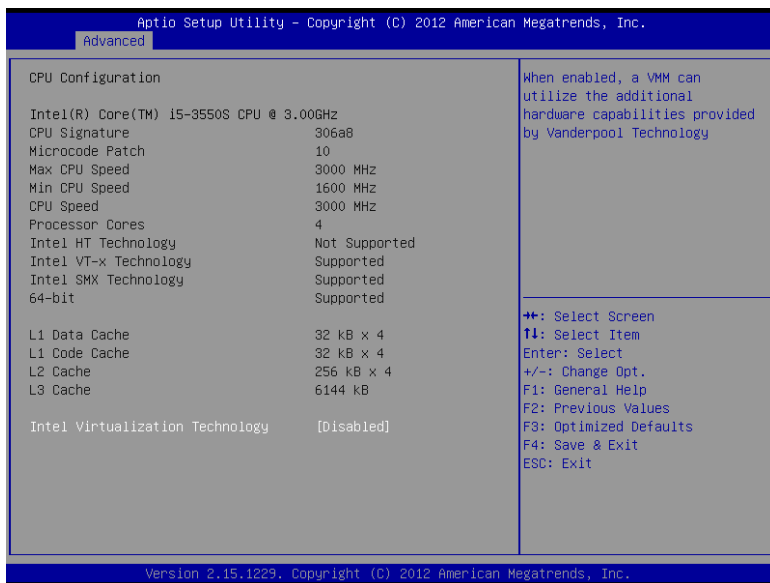 Aptio Setup Utility – Copyright (C) 2012 American Megatrends, Inc.
Advanced
CPU Configuration
Intel(R) Core(TM) i5-3550S CPU @ 3.00GHz
CPU Signature 306a8
Microcode Patch 10
Max CPU Speed 3000 MHz
Min CPU Speed 1600 MHz
CPU Speed 3000 MHz
Processor Cores 4
Intel HT Technology Not Supported
Intel VT-x Technology Supported
Intel SMX Technology Supported
64-bit Supported
L1 Data Cache 32 kB x 4
L1 Code Cache 32 kB x 4
L2 Cache 256 kB x 4
L3 Cache 6144 kB
Intel Virtualization Technology [Disabled]
When enabled, a VMM can
utilize the additional
hardware capabilities provided
by Vanderpool Technology
→←: Select Screen
↑↓: Select Item
Enter: Select
+/-: Change Opt.
F1: General Help
F2: Previous Values
F3: Optimized Defaults
F4: Save & Exit
ESC: Exit
Version 2.15.1229. Copyright (C) 2012 American Megatrends, Inc.